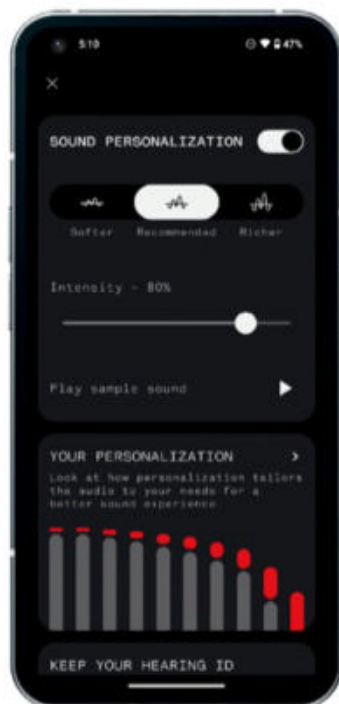 5:10 47%
SOUND PERSONALIZATION
Softer Recommended Richer
Intensity - 80%
Play sample sound
YOUR PERSONALIZATION
Look at how personalization tailors
the audio to your needs for a
better sound experience.
KEEP YOUR HEARING ID